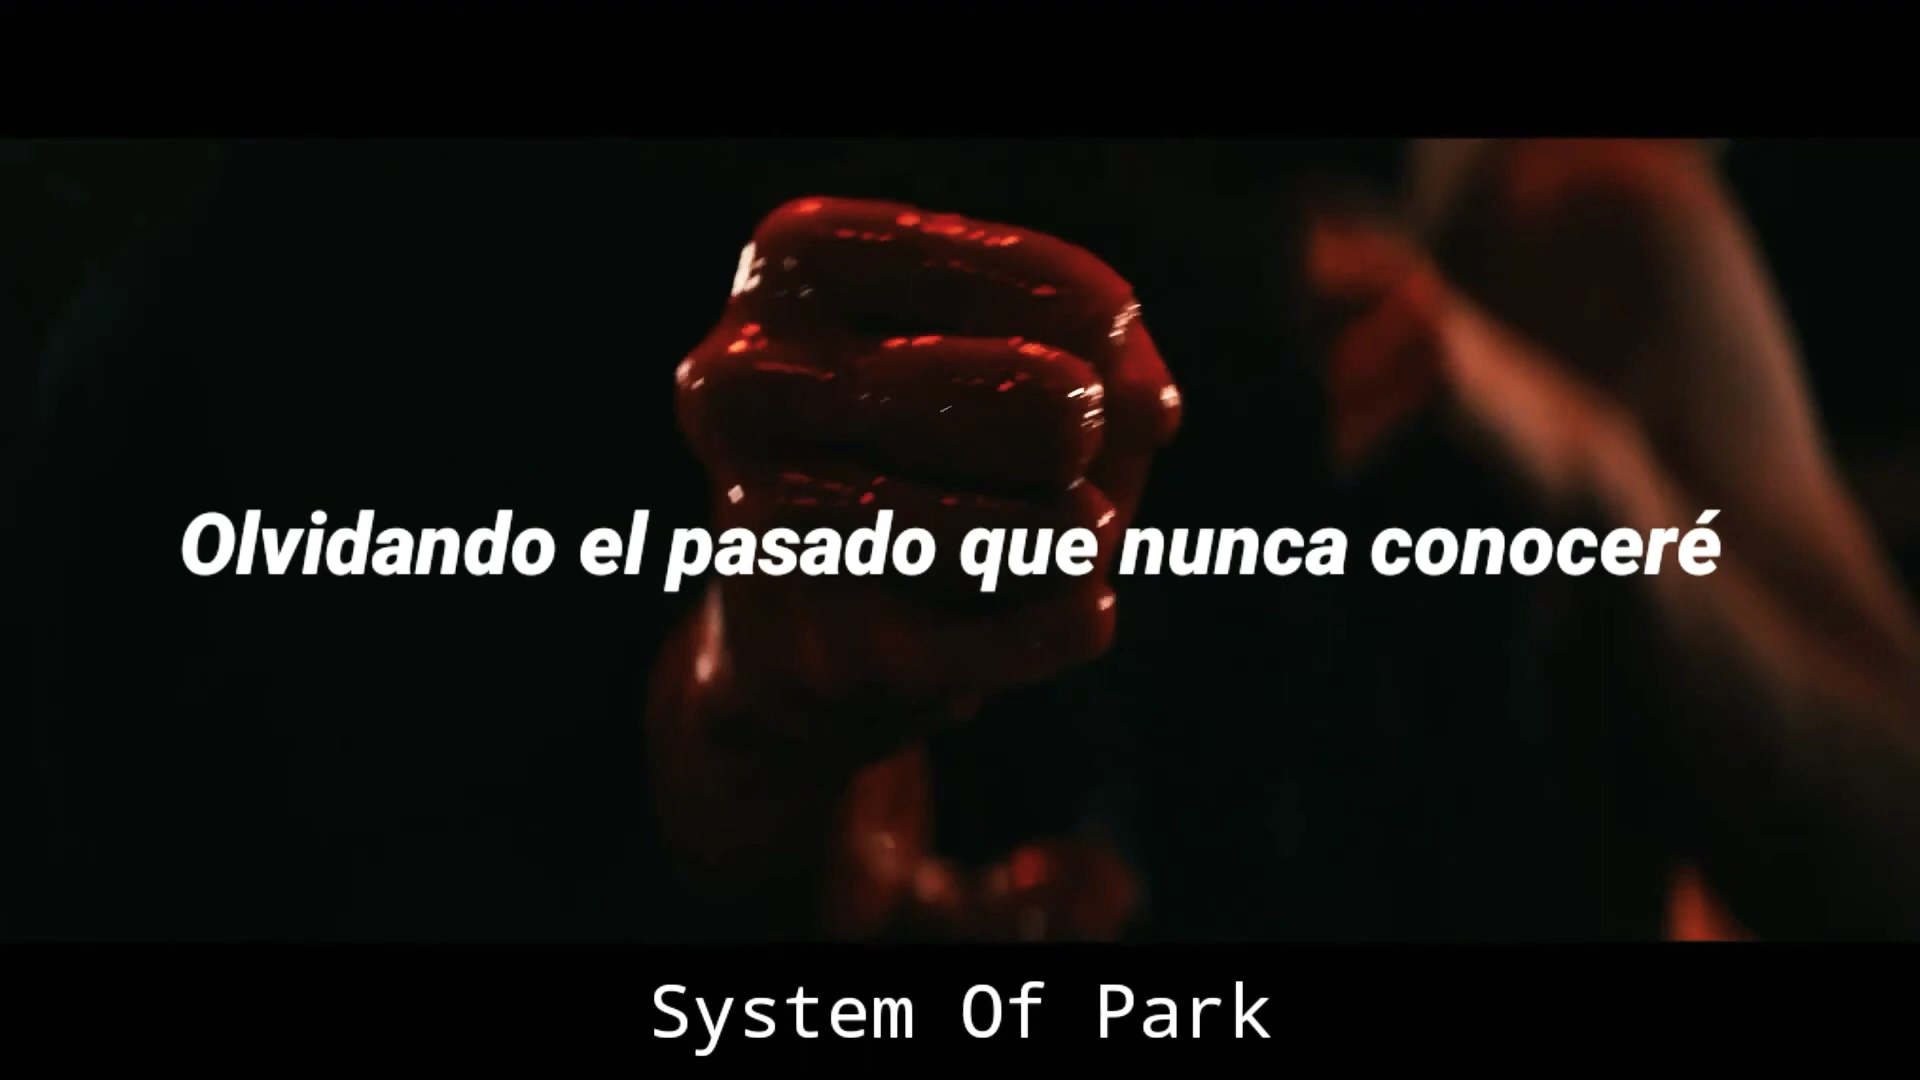 Olvidando el pasado que nunca conoceré
System Of Park